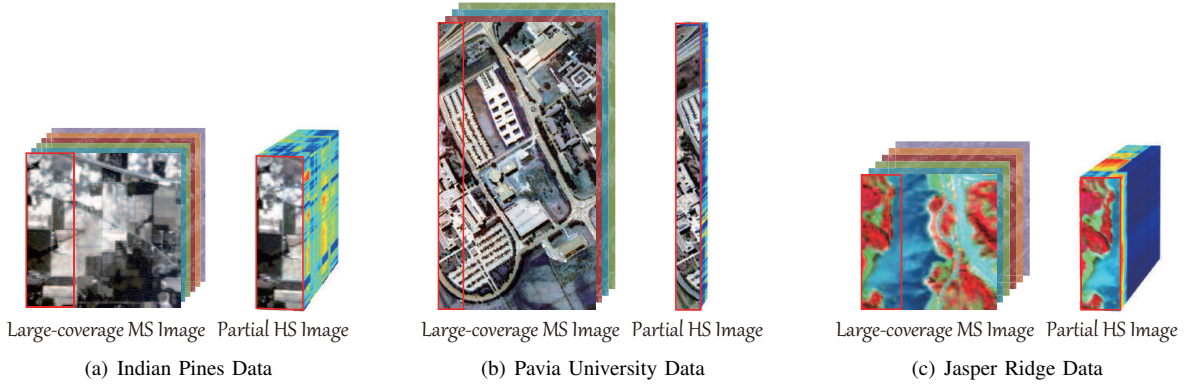 Large-coverage MS Image Partial HS Image
(a) Indian Pines Data
Large-coverage MS Image Partial HS Image
(b) Pavia University Data
Large-coverage MS Image Partial HS Image
(c) Jasper Ridge Data